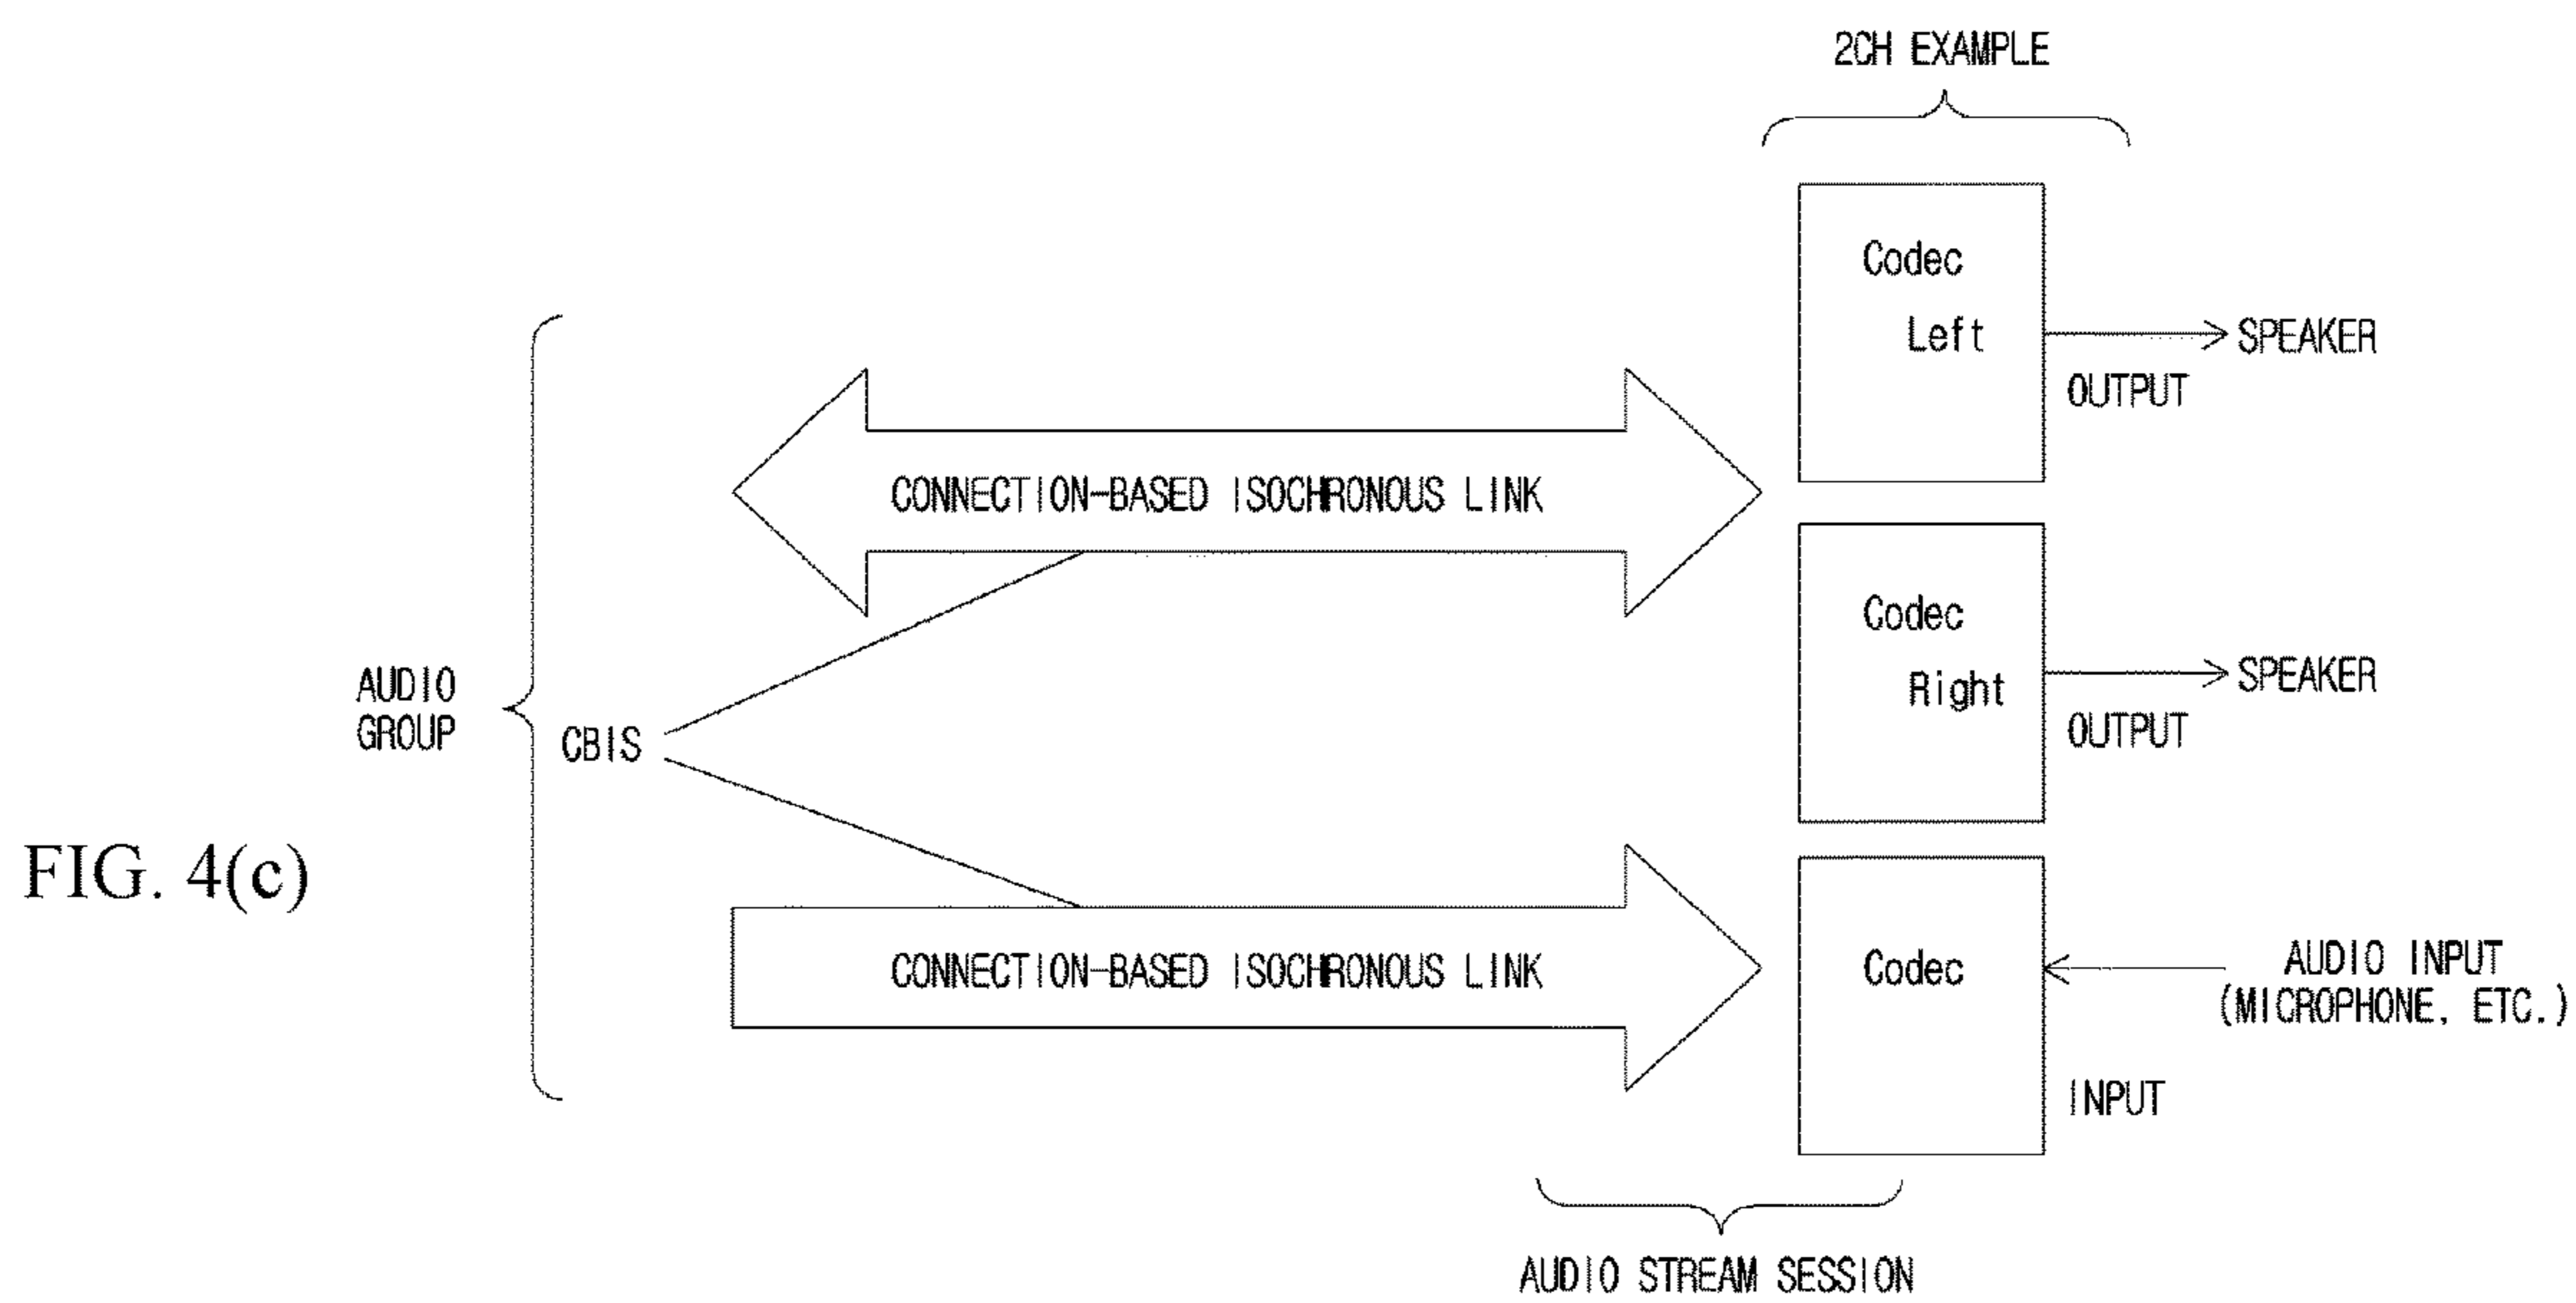 2CH EXAMPLE
Codec
Left
SPEAKER
OUTPUT
CONNECTION-BASED ISOCHRONOUS LINK
Codec
Right
SPEAKER
OUTPUT
AUDIO
GROUP
CBIS
FIG. 4(c)
CONNECTION-BASED ISOCHRONOUS LINK
Codec
AUDIO INPUT
(MICROPHONE, ETC.)
INPUT
AUDIO STREAM SESSION